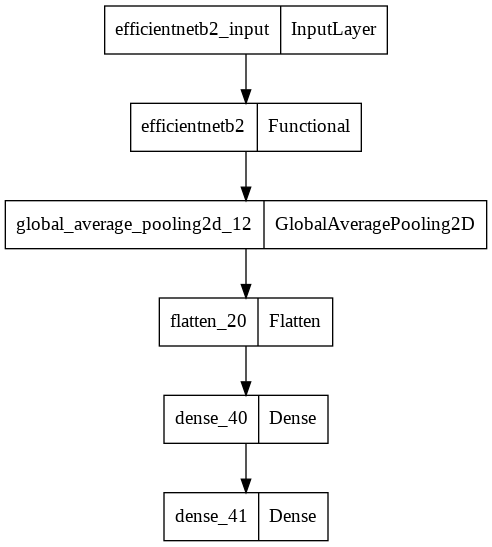 efficientnetb2_input InputLayer
efficientnetb2 Functional
global_average_pooling2d_12 GlobalAveragePooling2D
flatten_20 Flatten
dense_40 Dense
dense_41 Dense